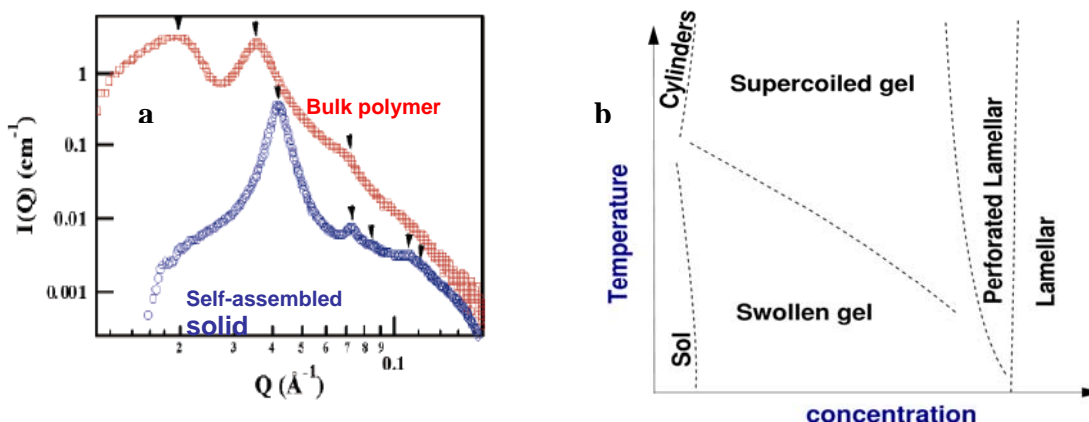 a
Bulk polymer
Self-assembled
solid
I(Q) (cm-1)
1
0.1
0.01
0.001
2 3 4 5 6 7 8 9
0.1
Q (Å-1)
b
Cylinders
Supercoiled gel
Temperature
Perforated Lamellar
Lamellar
Swollen gel
Sol
concentration